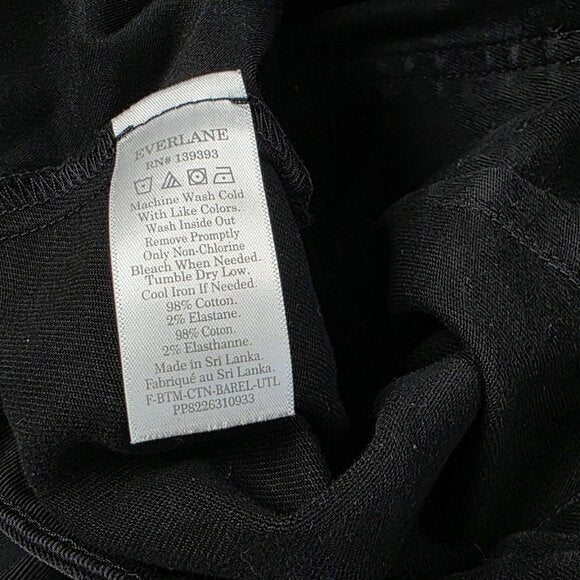 EVERLANE
RN# 139393
Machine Wash Cold
With Like Colors.
Wash Inside Out
Remove Promptly
Only Non-Chlorine
Bleach When Needed.
Tumble Dry Low.
Cool Iron If Needed.
98% Cotton.
2% Elastane.
98% Coton.
2% Elasthanne.
Made in Sri Lanka.
Fabriqué au Sri Lanka.
F-BTM-CTN-BAREL-UTL
PP8226310933